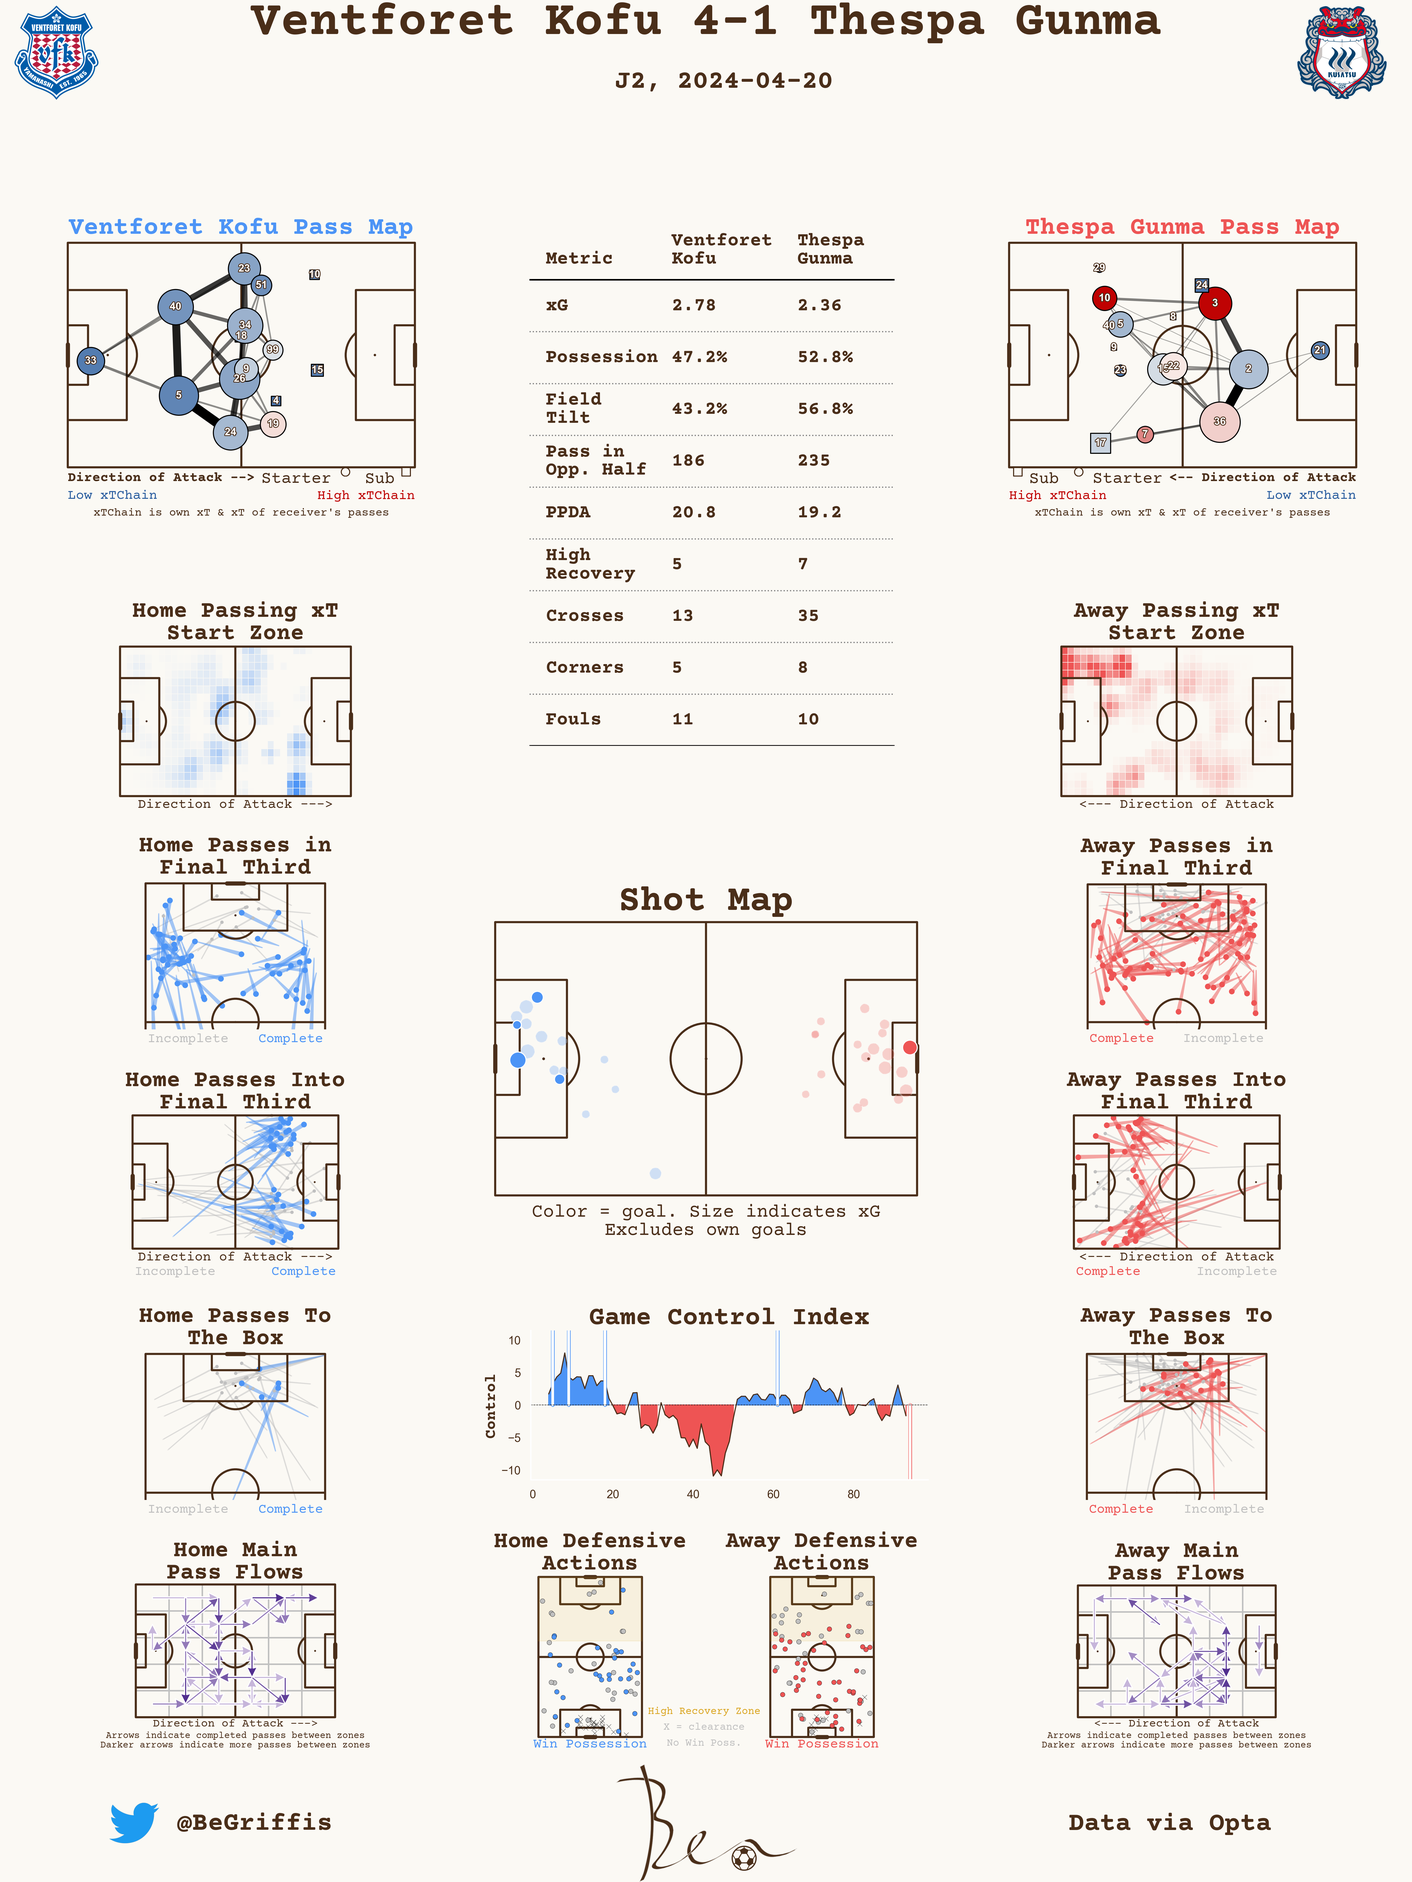 Ventforet Kofu 4-1 Thespa Gunma
J2, 2024-04-20
VENTFORET KOFU
vfk
YAMANASHI EST. 1965
KUSATSU
Ventforet Kofu Pass Map
23
10
51
40
34
18
99
33
9
26
15
5
4
24
19
Direction of Attack --> Starter Sub
Low xTChain High xTChain
xTChain is own xT & xT of receiver's passes
Metric Ventforet Kofu Thespa Gunma
xG 2.78 2.36
Possession 47.2% 52.8%
Field Tilt 43.2% 56.8%
Pass in Opp. Half 186 235
PPDA 20.8 19.2
High Recovery 5 7
Crosses 13 35
Corners 5 8
Fouls 11 10
Thespa Gunma Pass Map
29
24
10
3
8
40
5
9
21
15
22
23
2
36
7
17
Sub Starter <-- Direction of Attack
High xTChain Low xTChain
xTChain is own xT & xT of receiver's passes
Home Passing xT
Start Zone
Direction of Attack --->
Away Passing xT
Start Zone
<--- Direction of Attack
Home Passes in
Final Third
Incomplete Complete
Away Passes in
Final Third
Complete Incomplete
Shot Map
Color = goal. Size indicates xG
Excludes own goals
Home Passes Into
Final Third
Direction of Attack --->
Incomplete Complete
Away Passes Into
Final Third
<--- Direction of Attack
Complete Incomplete
Home Passes To
The Box
Incomplete Complete
Game Control Index
Control
10
5
0
−5
−10
0 20 40 60 80
Away Passes To
The Box
Complete Incomplete
Home Main
Pass Flows
Direction of Attack --->
Arrows indicate completed passes between zones
Darker arrows indicate more passes between zones
Home Defensive
Actions
Win Possession
Away Defensive
Actions
Win Possession
High Recovery Zone
X = clearance
No Win Poss.
Away Main
Pass Flows
<--- Direction of Attack
Arrows indicate completed passes between zones
Darker arrows indicate more passes between zones
@BeGriffis
Ben
Data via Opta